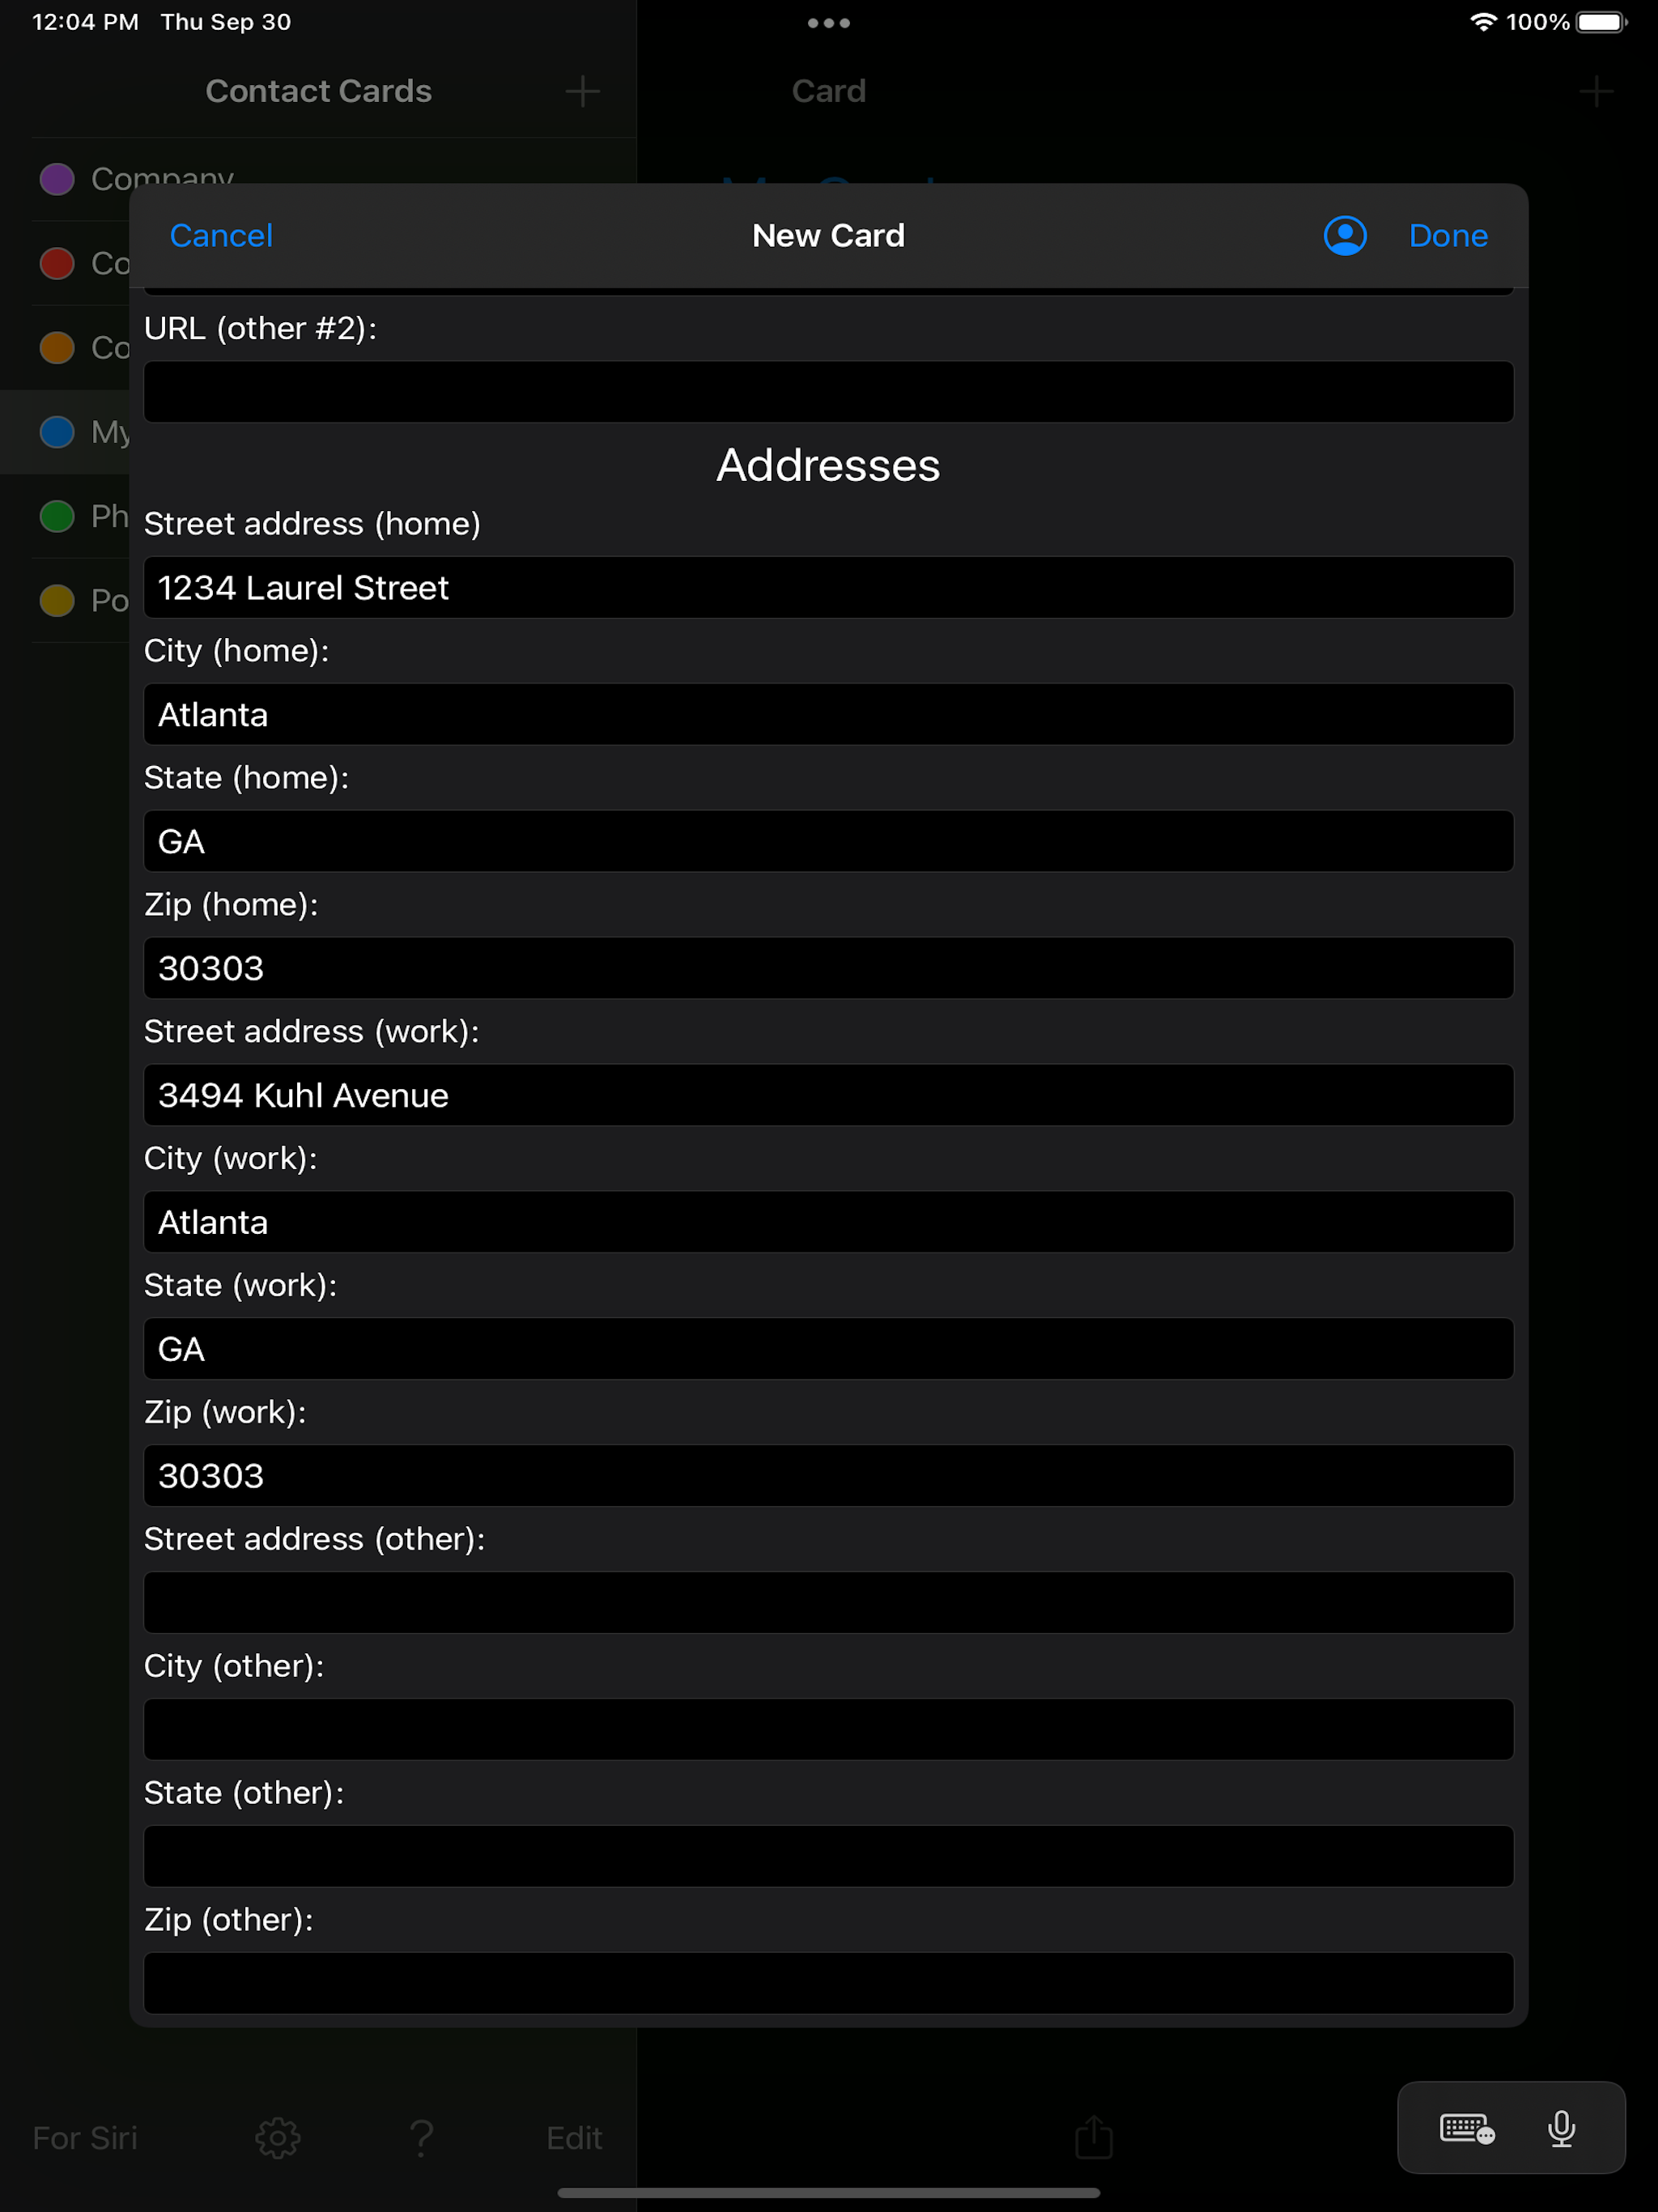 12:04 PM Thu Sep 30
100%
Contact Cards
Card
Company
Co
Co
My
Ph
Po
Cancel
New Card
Done
URL (other #2):
Addresses
Street address (home)
1234 Laurel Street
City (home):
Atlanta
State (home):
GA
Zip (home):
30303
Street address (work):
3494 Kuhl Avenue
City (work):
Atlanta
State (work):
GA
Zip (work):
30303
Street address (other):
City (other):
State (other):
Zip (other):
For Siri
?
Edit